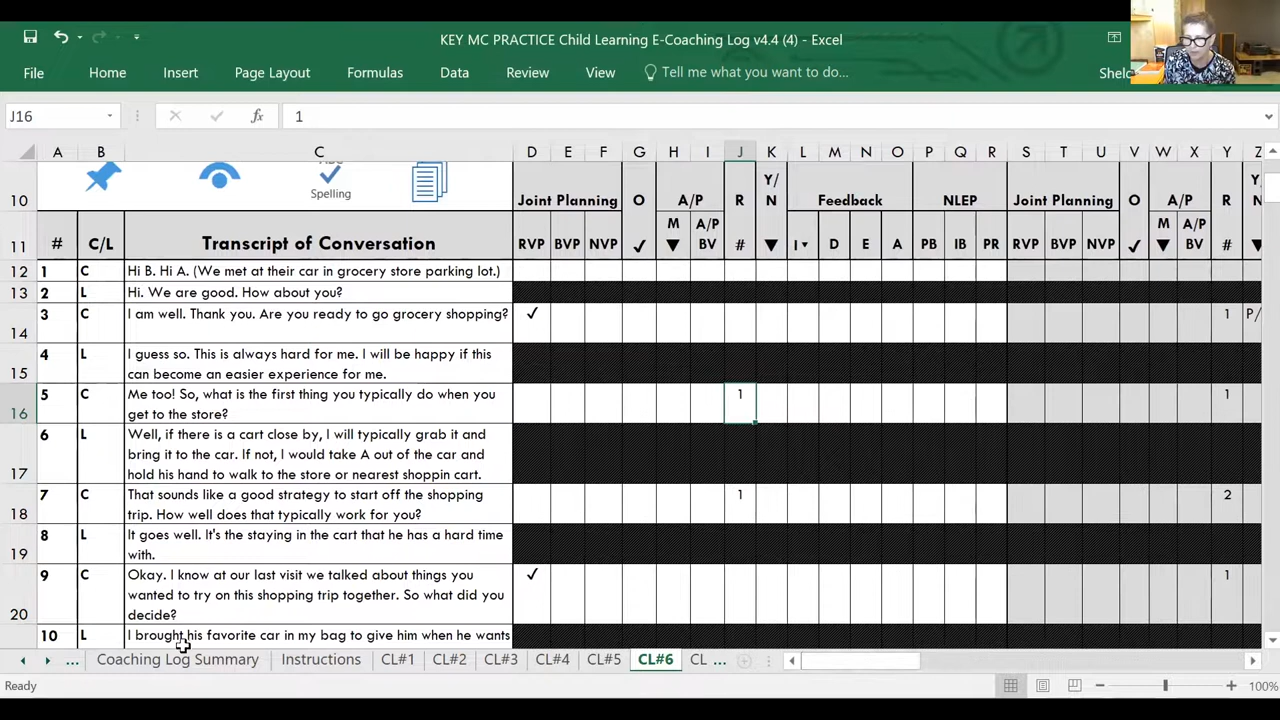 KEY MC PRACTICE Child Learning E-Coaching Log v4.4 (4) - Excel
File Home Insert Page Layout Formulas Data Review View Tell me what you want to do...
J16 fx 1
A B C D E F G H I J K L M N O P Q R S T U V W X Y Z
Spelling
10 Joint Planning O A/P R Y/ N Feedback NLEP Joint Planning O A/P R
11 # C/L Transcript of Conversation RVP BVP NVP ✓ M ▼ A/P BV # ▼ I▼ D E A PB IB PR RVP BVP NVP ✓ M ▼ A/P BV # ▼
12 1 C Hi B. Hi A. (We met at their car in grocery store parking lot.)
13 2 L Hi. We are good. How about you?
14 3 C I am well. Thank you. Are you ready to go grocery shopping? ✓ 1 P/
15 4 L I guess so. This is always hard for me. I will be happy if this
can become an easier experience for me.
16 5 C Me too! So, what is the first thing you typically do when you 1 1
get to the store?
17 6 L Well, if there is a cart close by, I will typically grab it and
bring it to the car. If not, I would take A out of the car and
hold his hand to walk to the store or nearest shoppin cart.
18 7 C That sounds like a good strategy to start off the shopping 1 2
trip. How well does that typically work for you?
19 8 L It goes well. It's the staying in the cart that he has a hard time
with.
20 9 C Okay. I know at our last visit we talked about things you ✓ 1
wanted to try on this shopping trip together. So what did you
decide?
10 L I brought his favorite car in my bag to give him when he wants
... Coaching Log Summary Instructions CL#1 CL#2 CL#3 CL#4 CL#5 CL#6 CL ...
Ready 100%